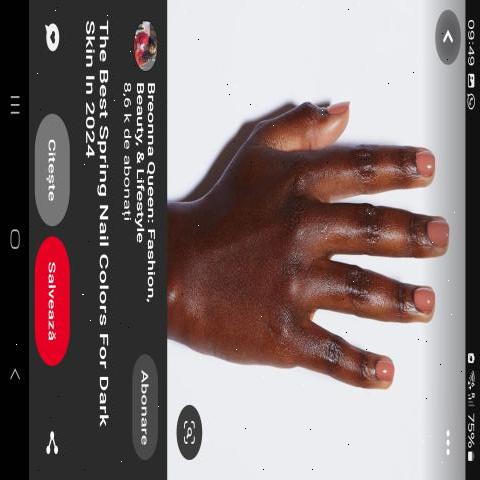 09:49
75%
Breonna Queen: Fashion,
Beauty, & Lifestyle
8,6 k de abonați
Abonare
The Best Spring Nail Colors For Dark
Skin In 2024
Citește
Salvează